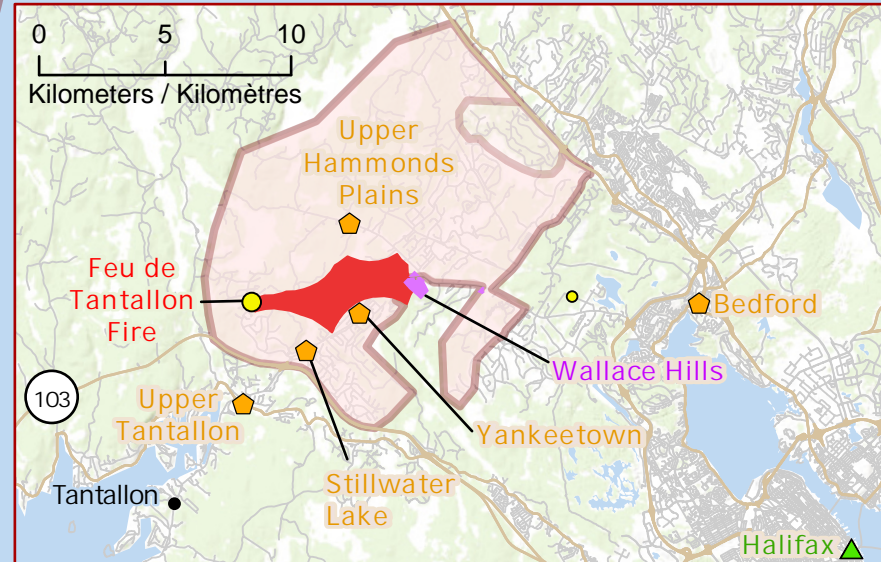 0 5 10
Kilometers / Kilomètres
Upper
Hammonds
Plains
Feu de
Tantallon
Fire
Bedford
Wallace Hills
103
Upper
Tantallon
Yankeetown
Stillwater
Lake
Tantallon
Halifax